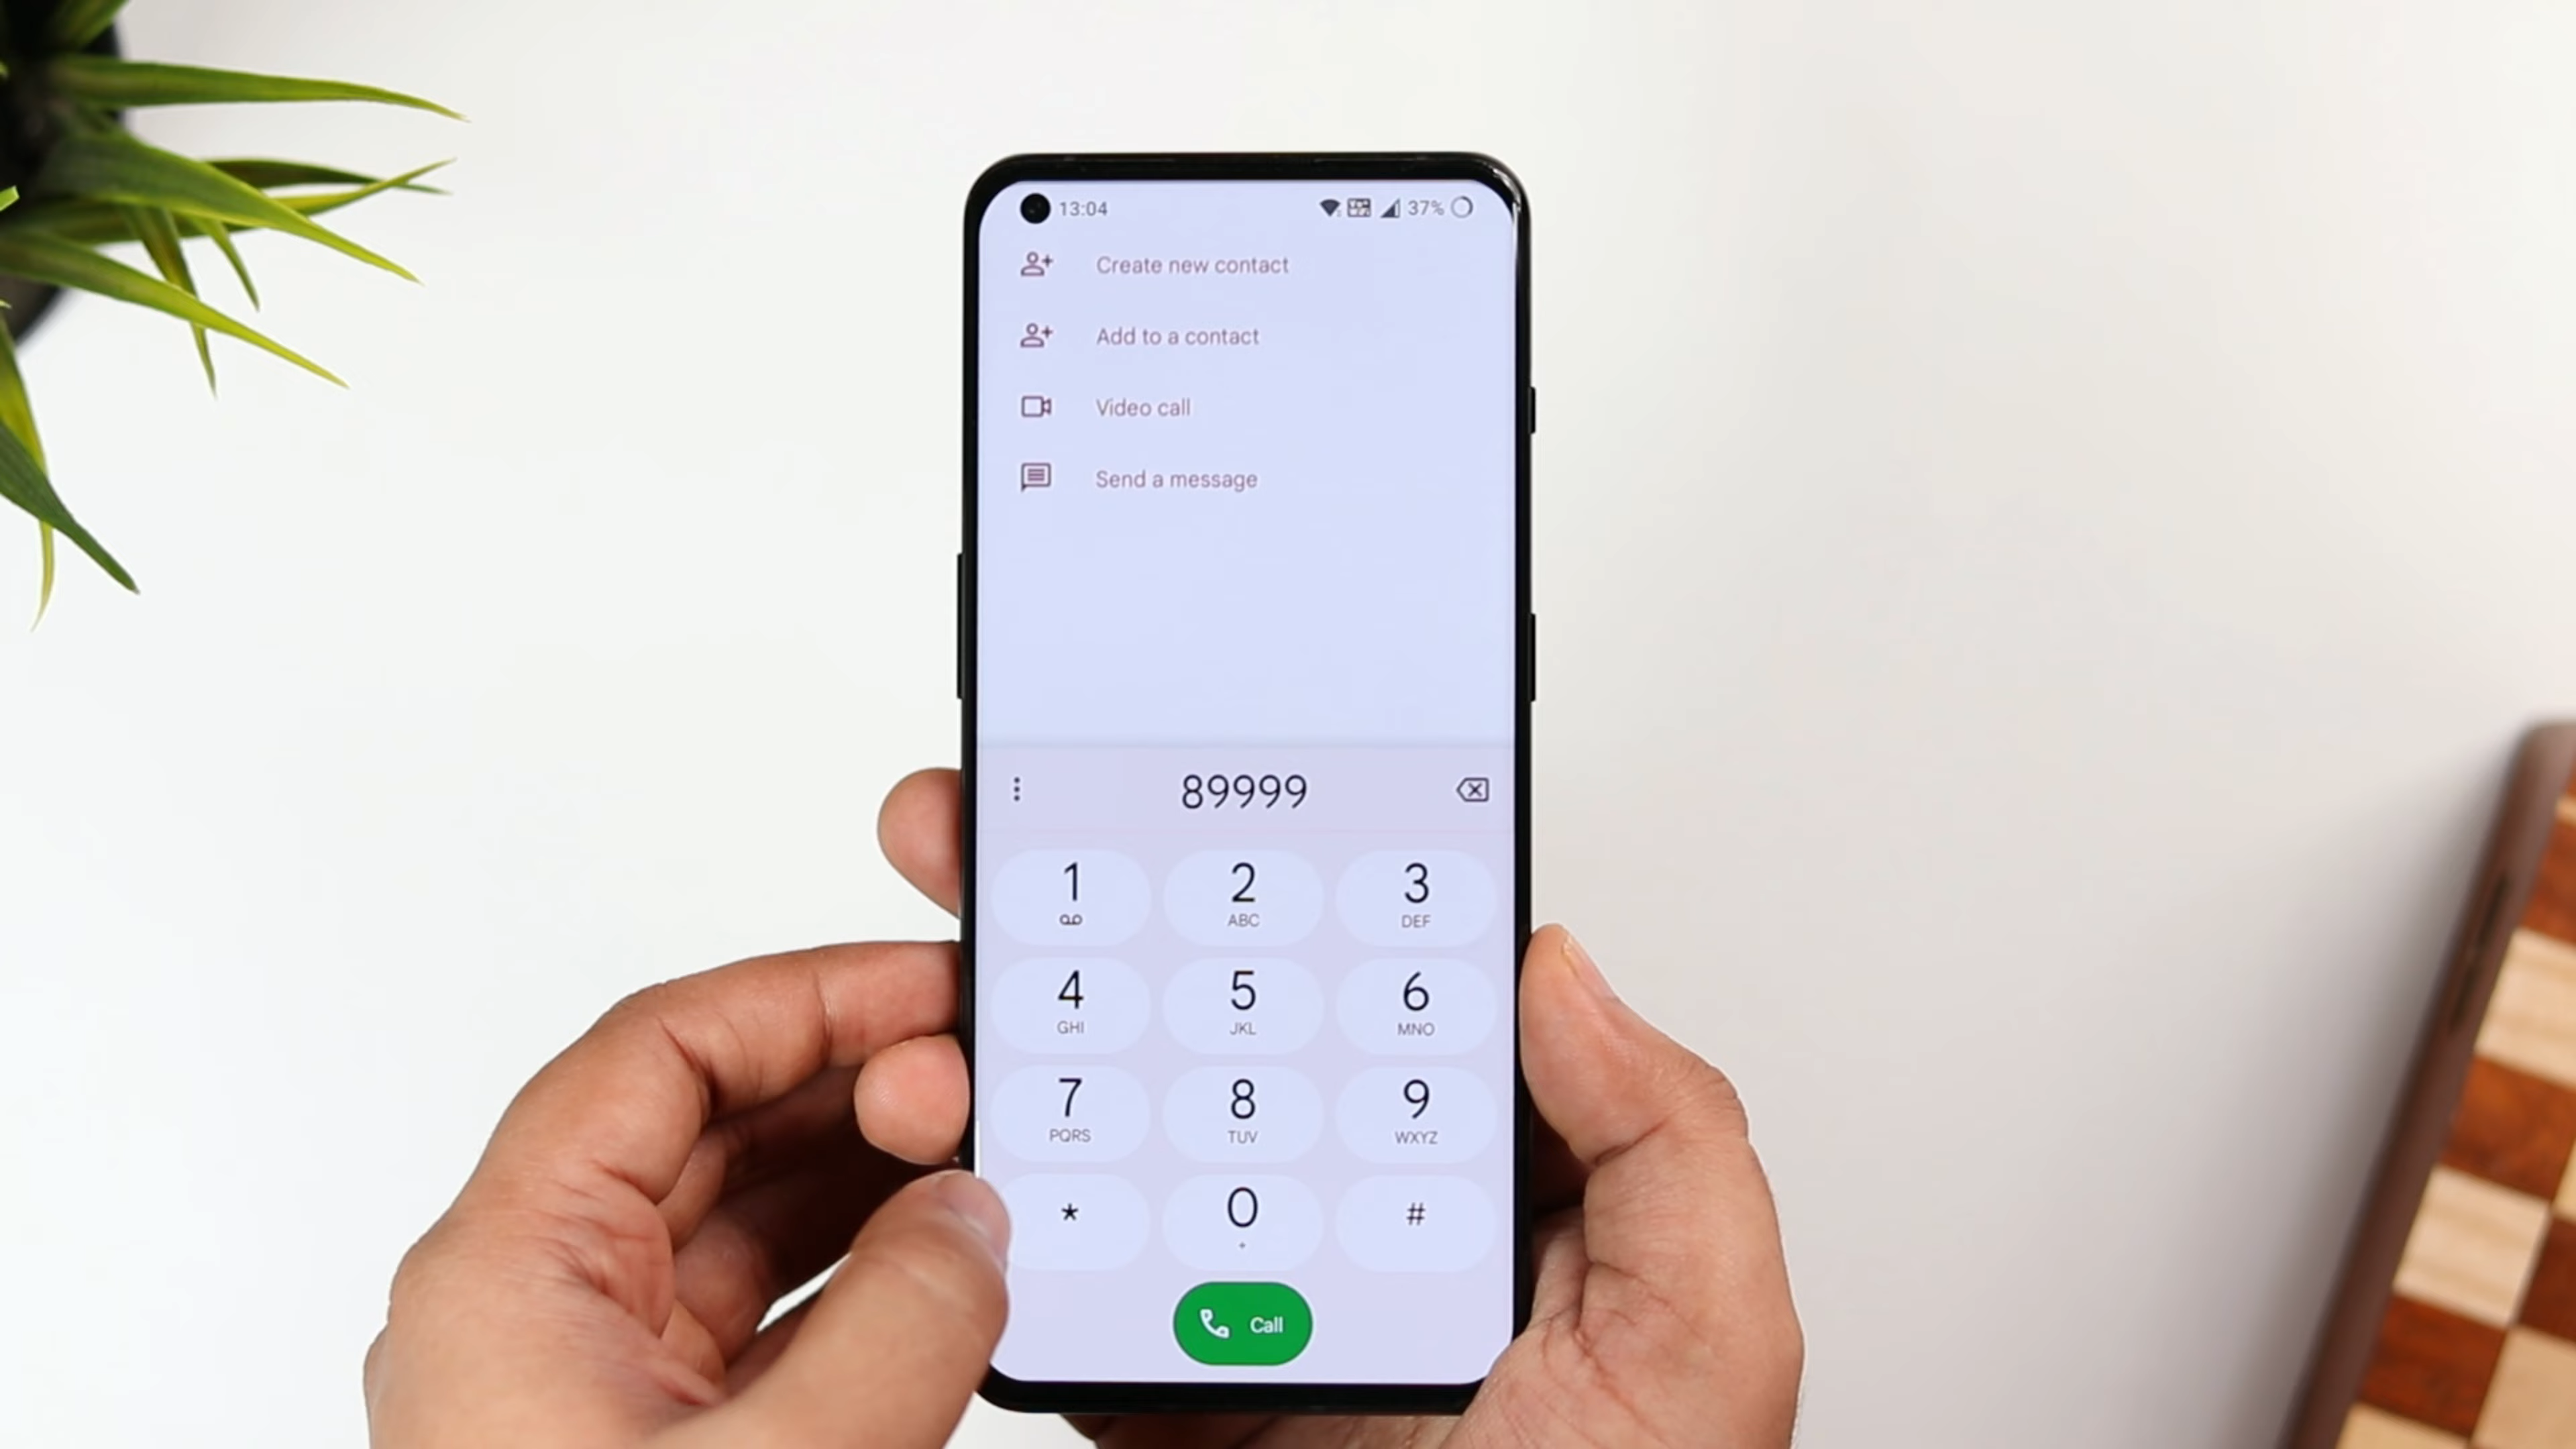 13:04 37%
Create new contact
Add to a contact
Video call
Send a message
89999
1 2 3
ABC DEF
4 5 6
GHI JKL MNO
7 8 9
PQRS TUV WXYZ
* 0 #
+
Call